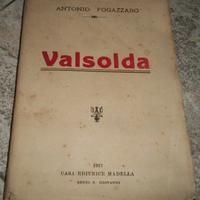 ANTONIO FOGAZZARO
Valsolda
1917
CASA EDITRICE MADELLA
SESTO S. GIOVANNI